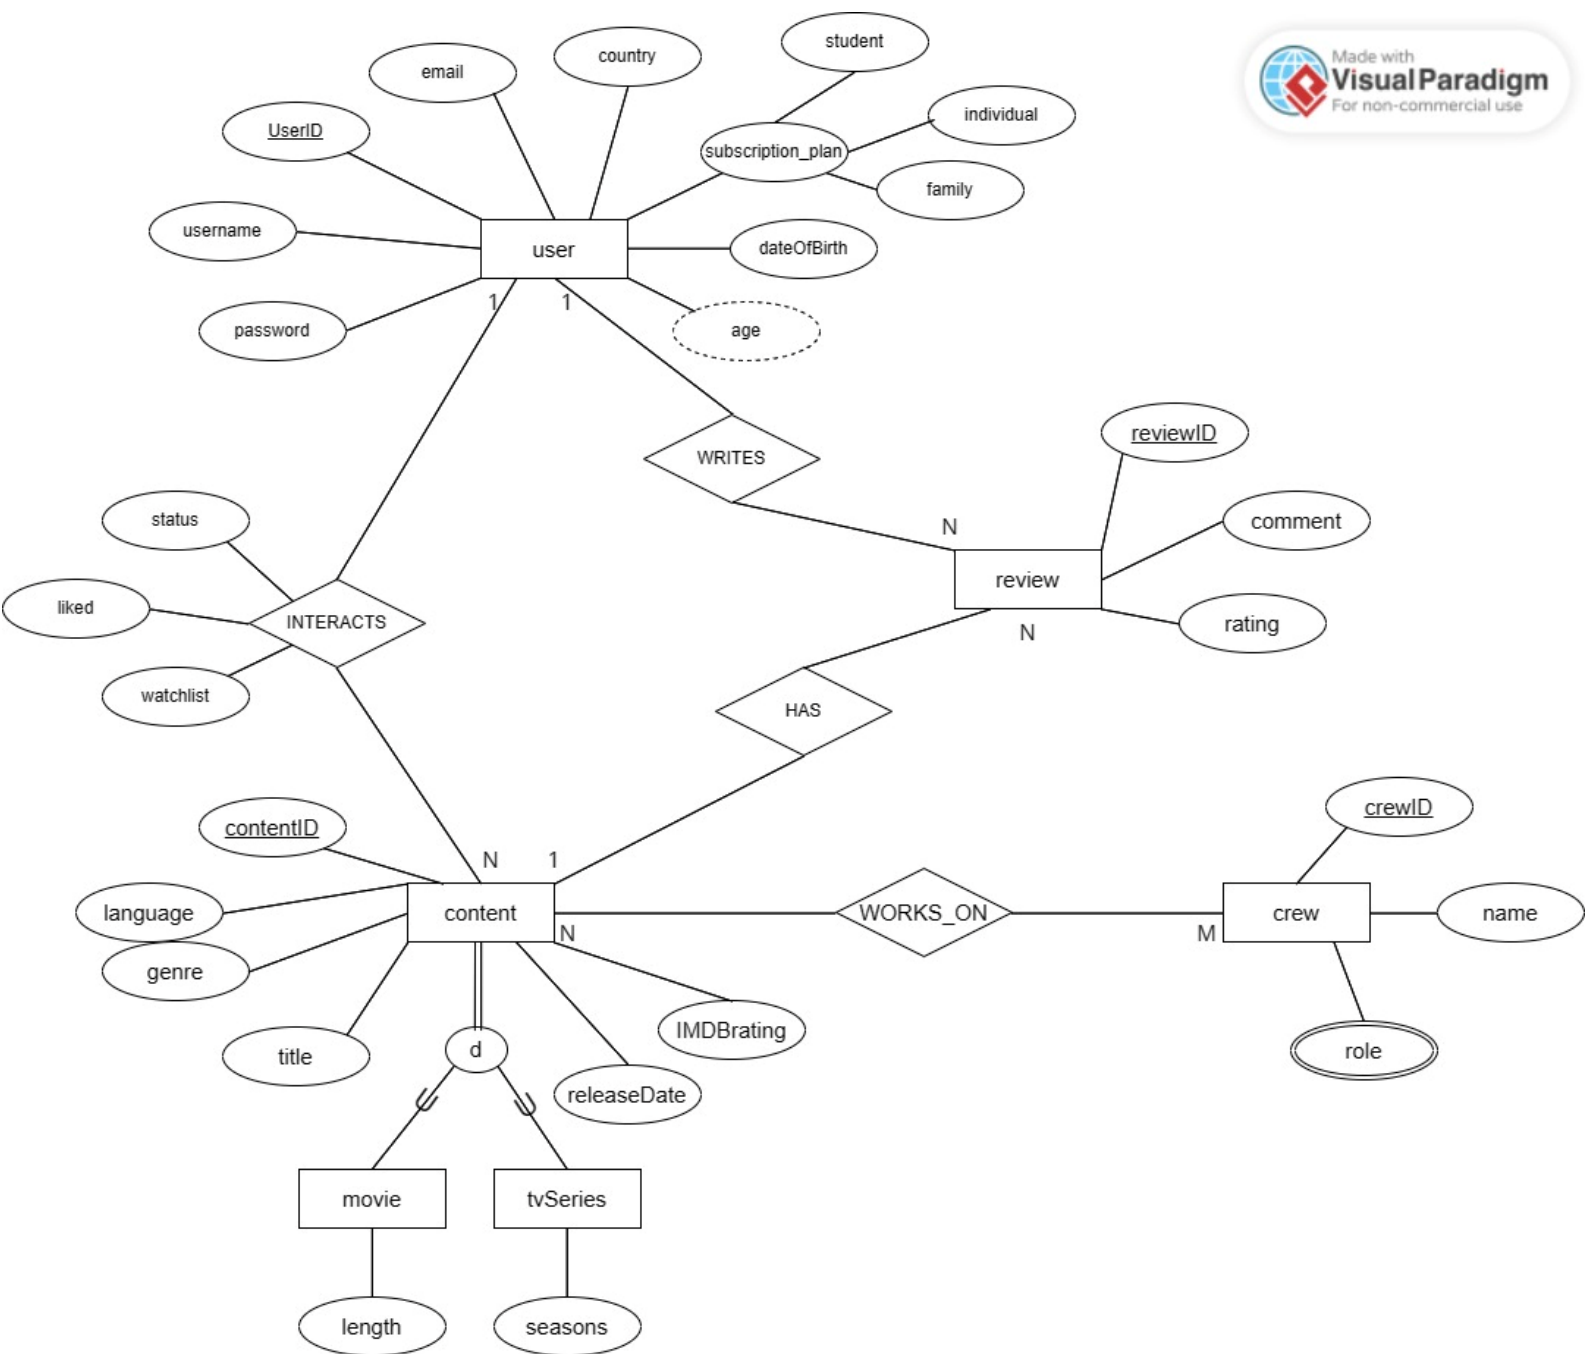 student
Made with
VisualParadigm
For non-commercial use
country
email
individual
UserID
subscription_plan
family
username
user
dateOfBirth
1
1
password
age
reviewID
WRITES
status
N
comment
review
liked
INTERACTS
rating
N
watchlist
HAS
contentID
crewID
N
1
language
content
WORKS_ON
crew
name
N
M
genre
IMDBrating
title
d
role
releaseDate
movie
tvSeries
length
seasons